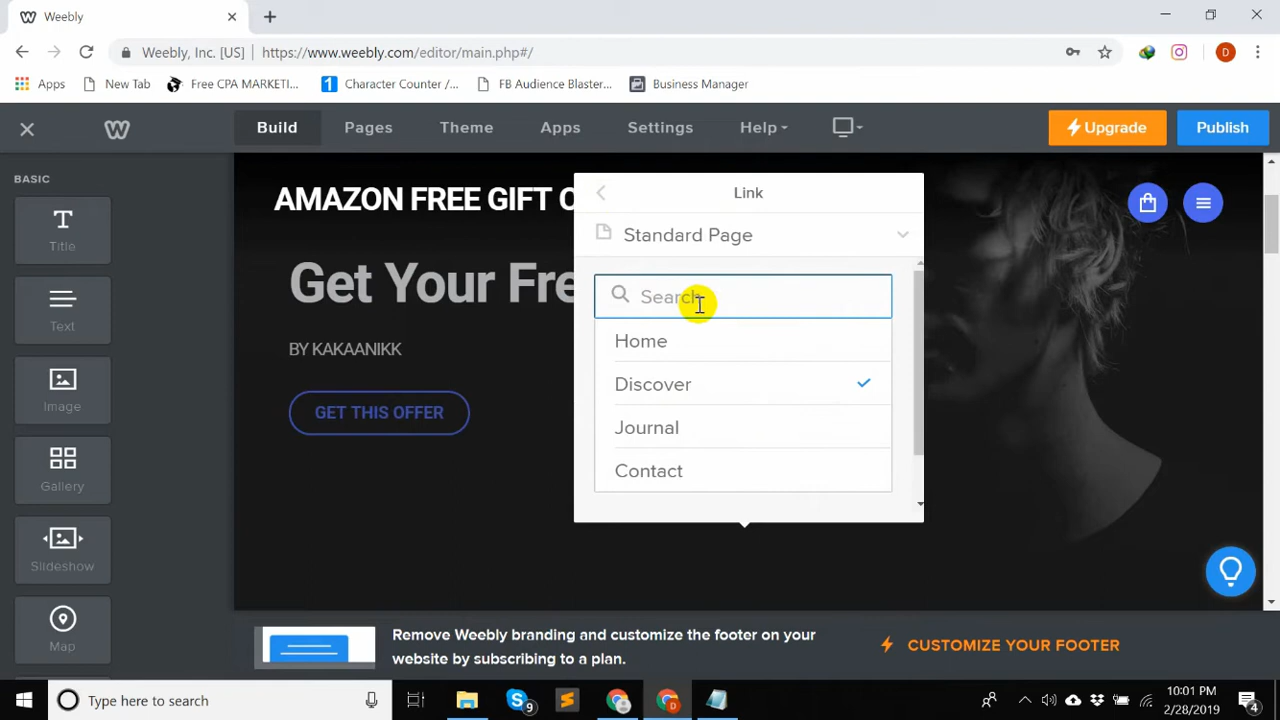 Weebly
Weebly, Inc. [US] https://www.weebly.com/editor/main.php#/
Apps New Tab Free CPA MARKETI... Character Counter /... FB Audience Blaster... Business Manager
Build Pages Theme Apps Settings Help Upgrade Publish
BASIC
Title
Text
Image
Gallery
Slideshow
Map
AMAZON FREE GIFT C
Get Your Fre
BY KAKAANIKK
GET THIS OFFER
Link
Standard Page
Search
Home
Discover
Journal
Contact
Remove Weebly branding and customize the footer on your
website by subscribing to a plan.
CUSTOMIZE YOUR FOOTER
Type here to search
9
10:01 PM
2/28/2019
4